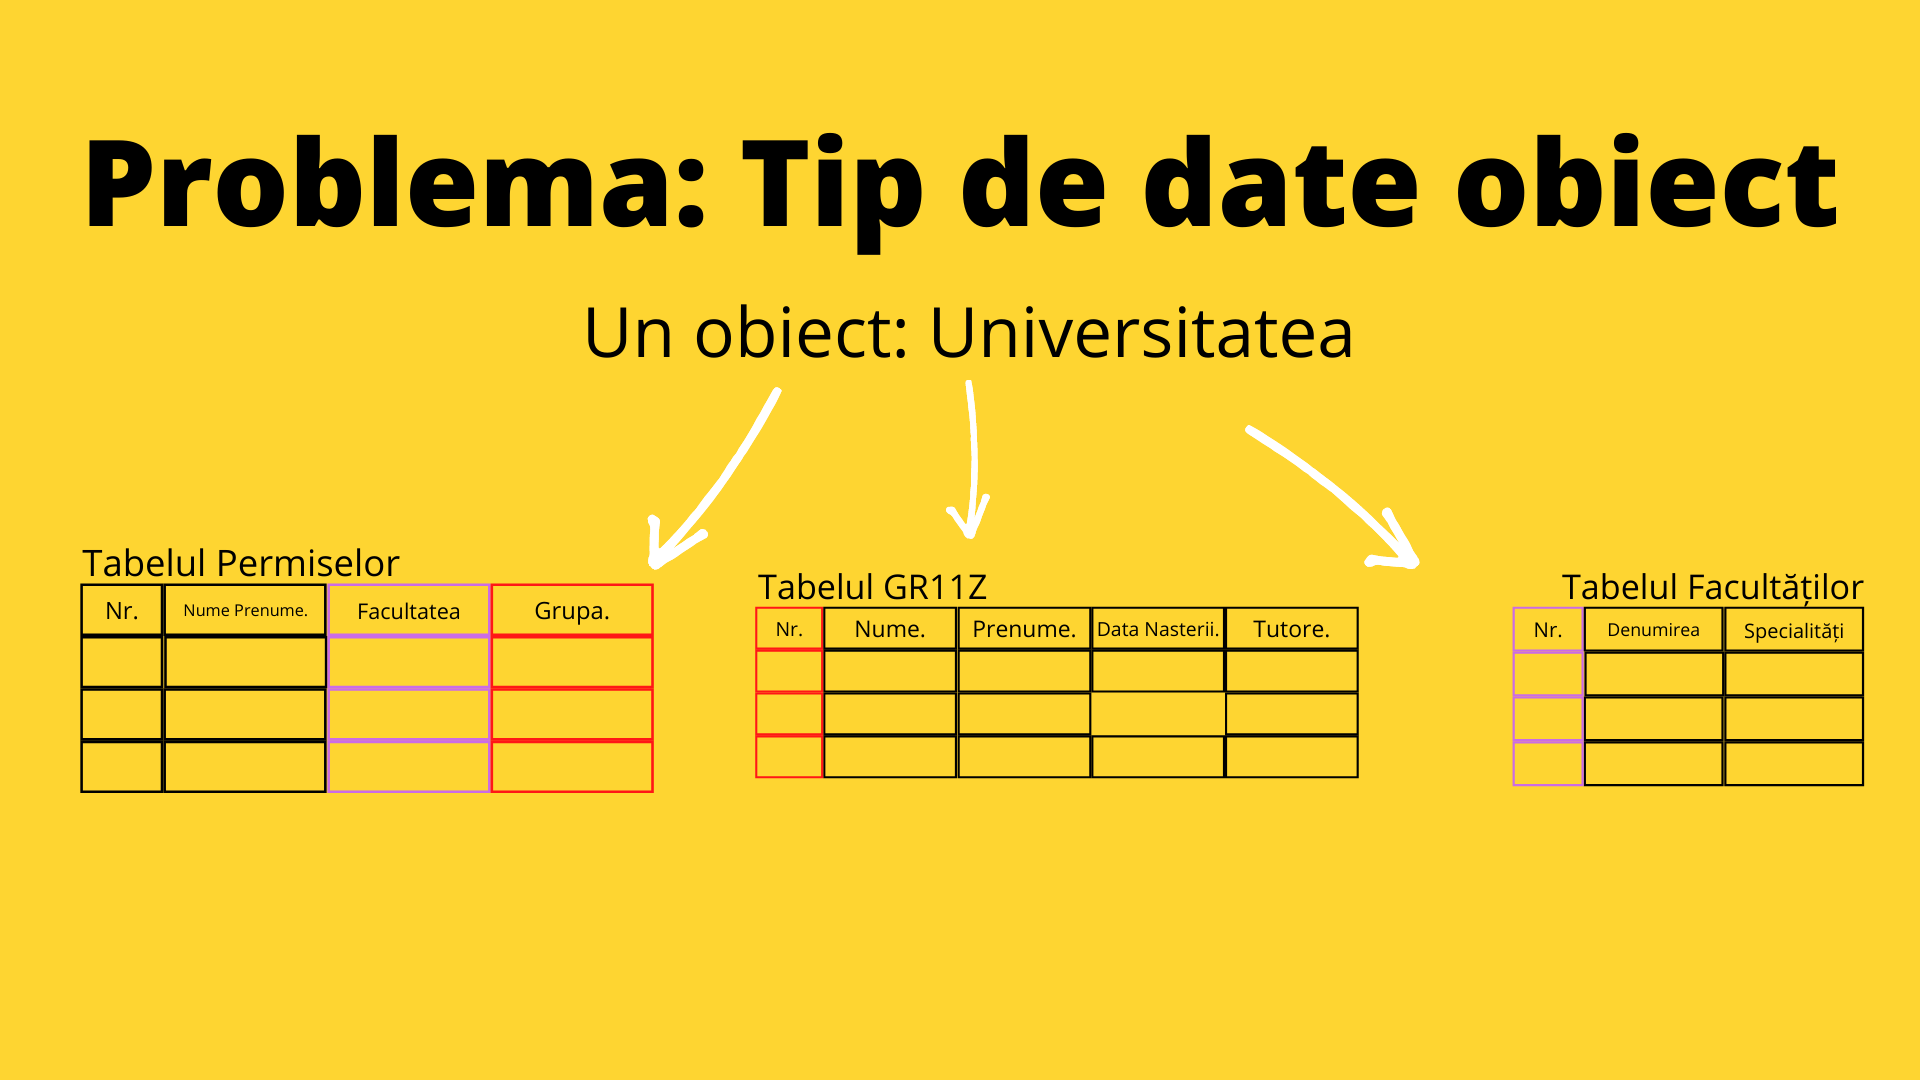 Problema: Tip de date obiect
Un obiect: Universitatea
Tabelul Permiselor
Nr. Nume Prenume. Facultatea Grupa.
Tabelul GR11Z
Nr. Nume. Prenume. Data Nasterii. Tutore.
Tabelul Facultăților
Nr. Denumirea Specialități